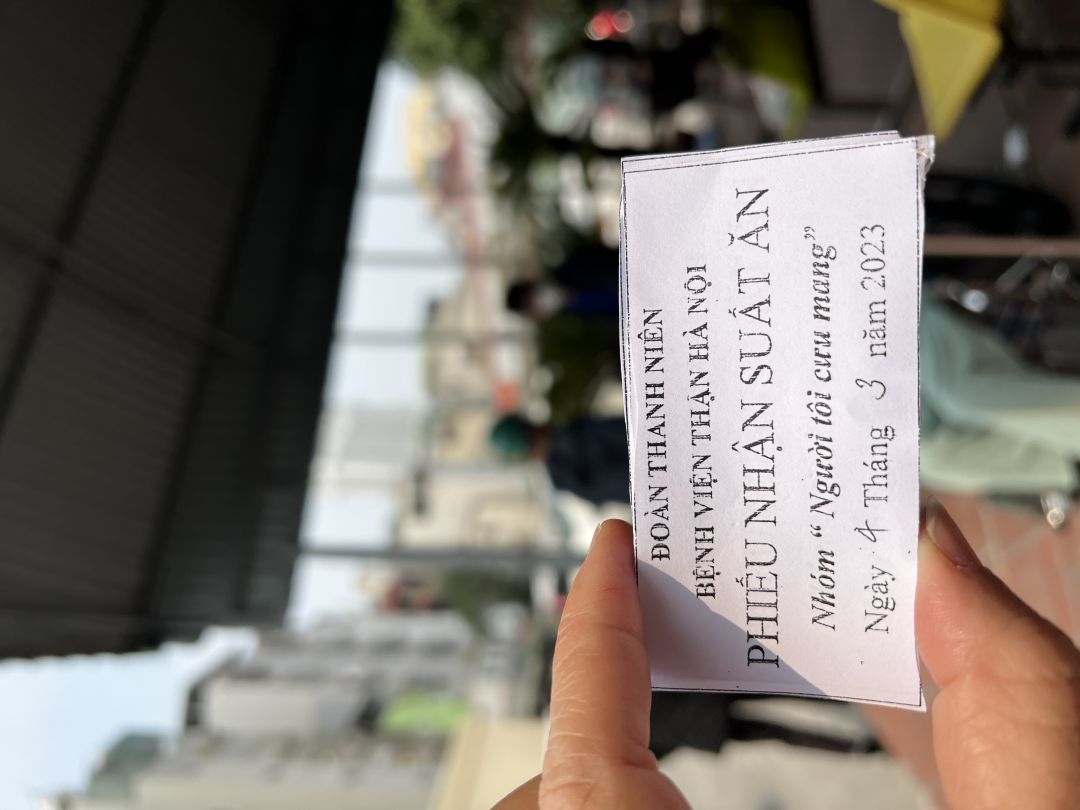 ĐOÀN THANH NIÊN
BỆNH VIỆN THẬN HÀ NỘI
PHIẾU NHẬN SUẤT ĂN
Nhóm “ Người tôi cưu mang”
Ngày 4 Tháng 3 năm 2023